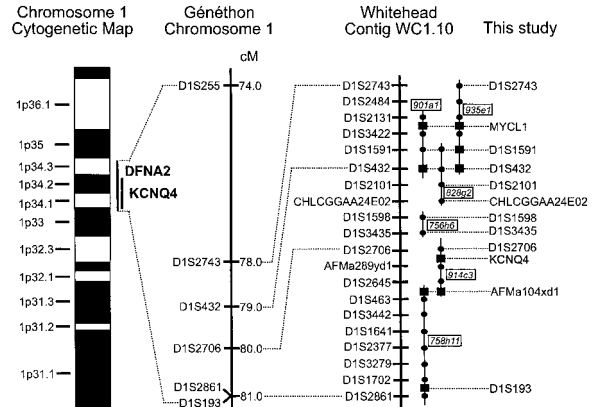 Chromosome 1
Cytogenetic Map
Généthon
Chromosome 1
Whitehead
Contig WC1.10
This study
cM
1p36.1
1p35
1p34.3
1p34.2
1p34.1
1p33
1p32.3
1p32.1
1p31.3
1p31.2
1p31.1
DFNA2
KCNQ4
D1S255 74.0
D1S2743 78.0
D1S432 79.0
D1S2706 80.0
D1S2861 81.0
D1S193
D1S2743
D1S2484
D1S2131
D1S3422
D1S1591
D1S432
D1S2101
CHLCGGAA24E02
D1S1598
D1S3435
D1S2706
AFMa289yd1
D1S2645
D1S463
D1S3442
D1S1641
D1S2377
D1S3279
D1S1702
D1S2861
901a1
935e1
828g2
756h6
914c3
758h11
D1S2743
MYCL1
D1S1591
D1S432
D1S2101
CHLCGGAA24E02
D1S1598
D1S3435
D1S2706
KCNQ4
AFMa104xd1
D1S193